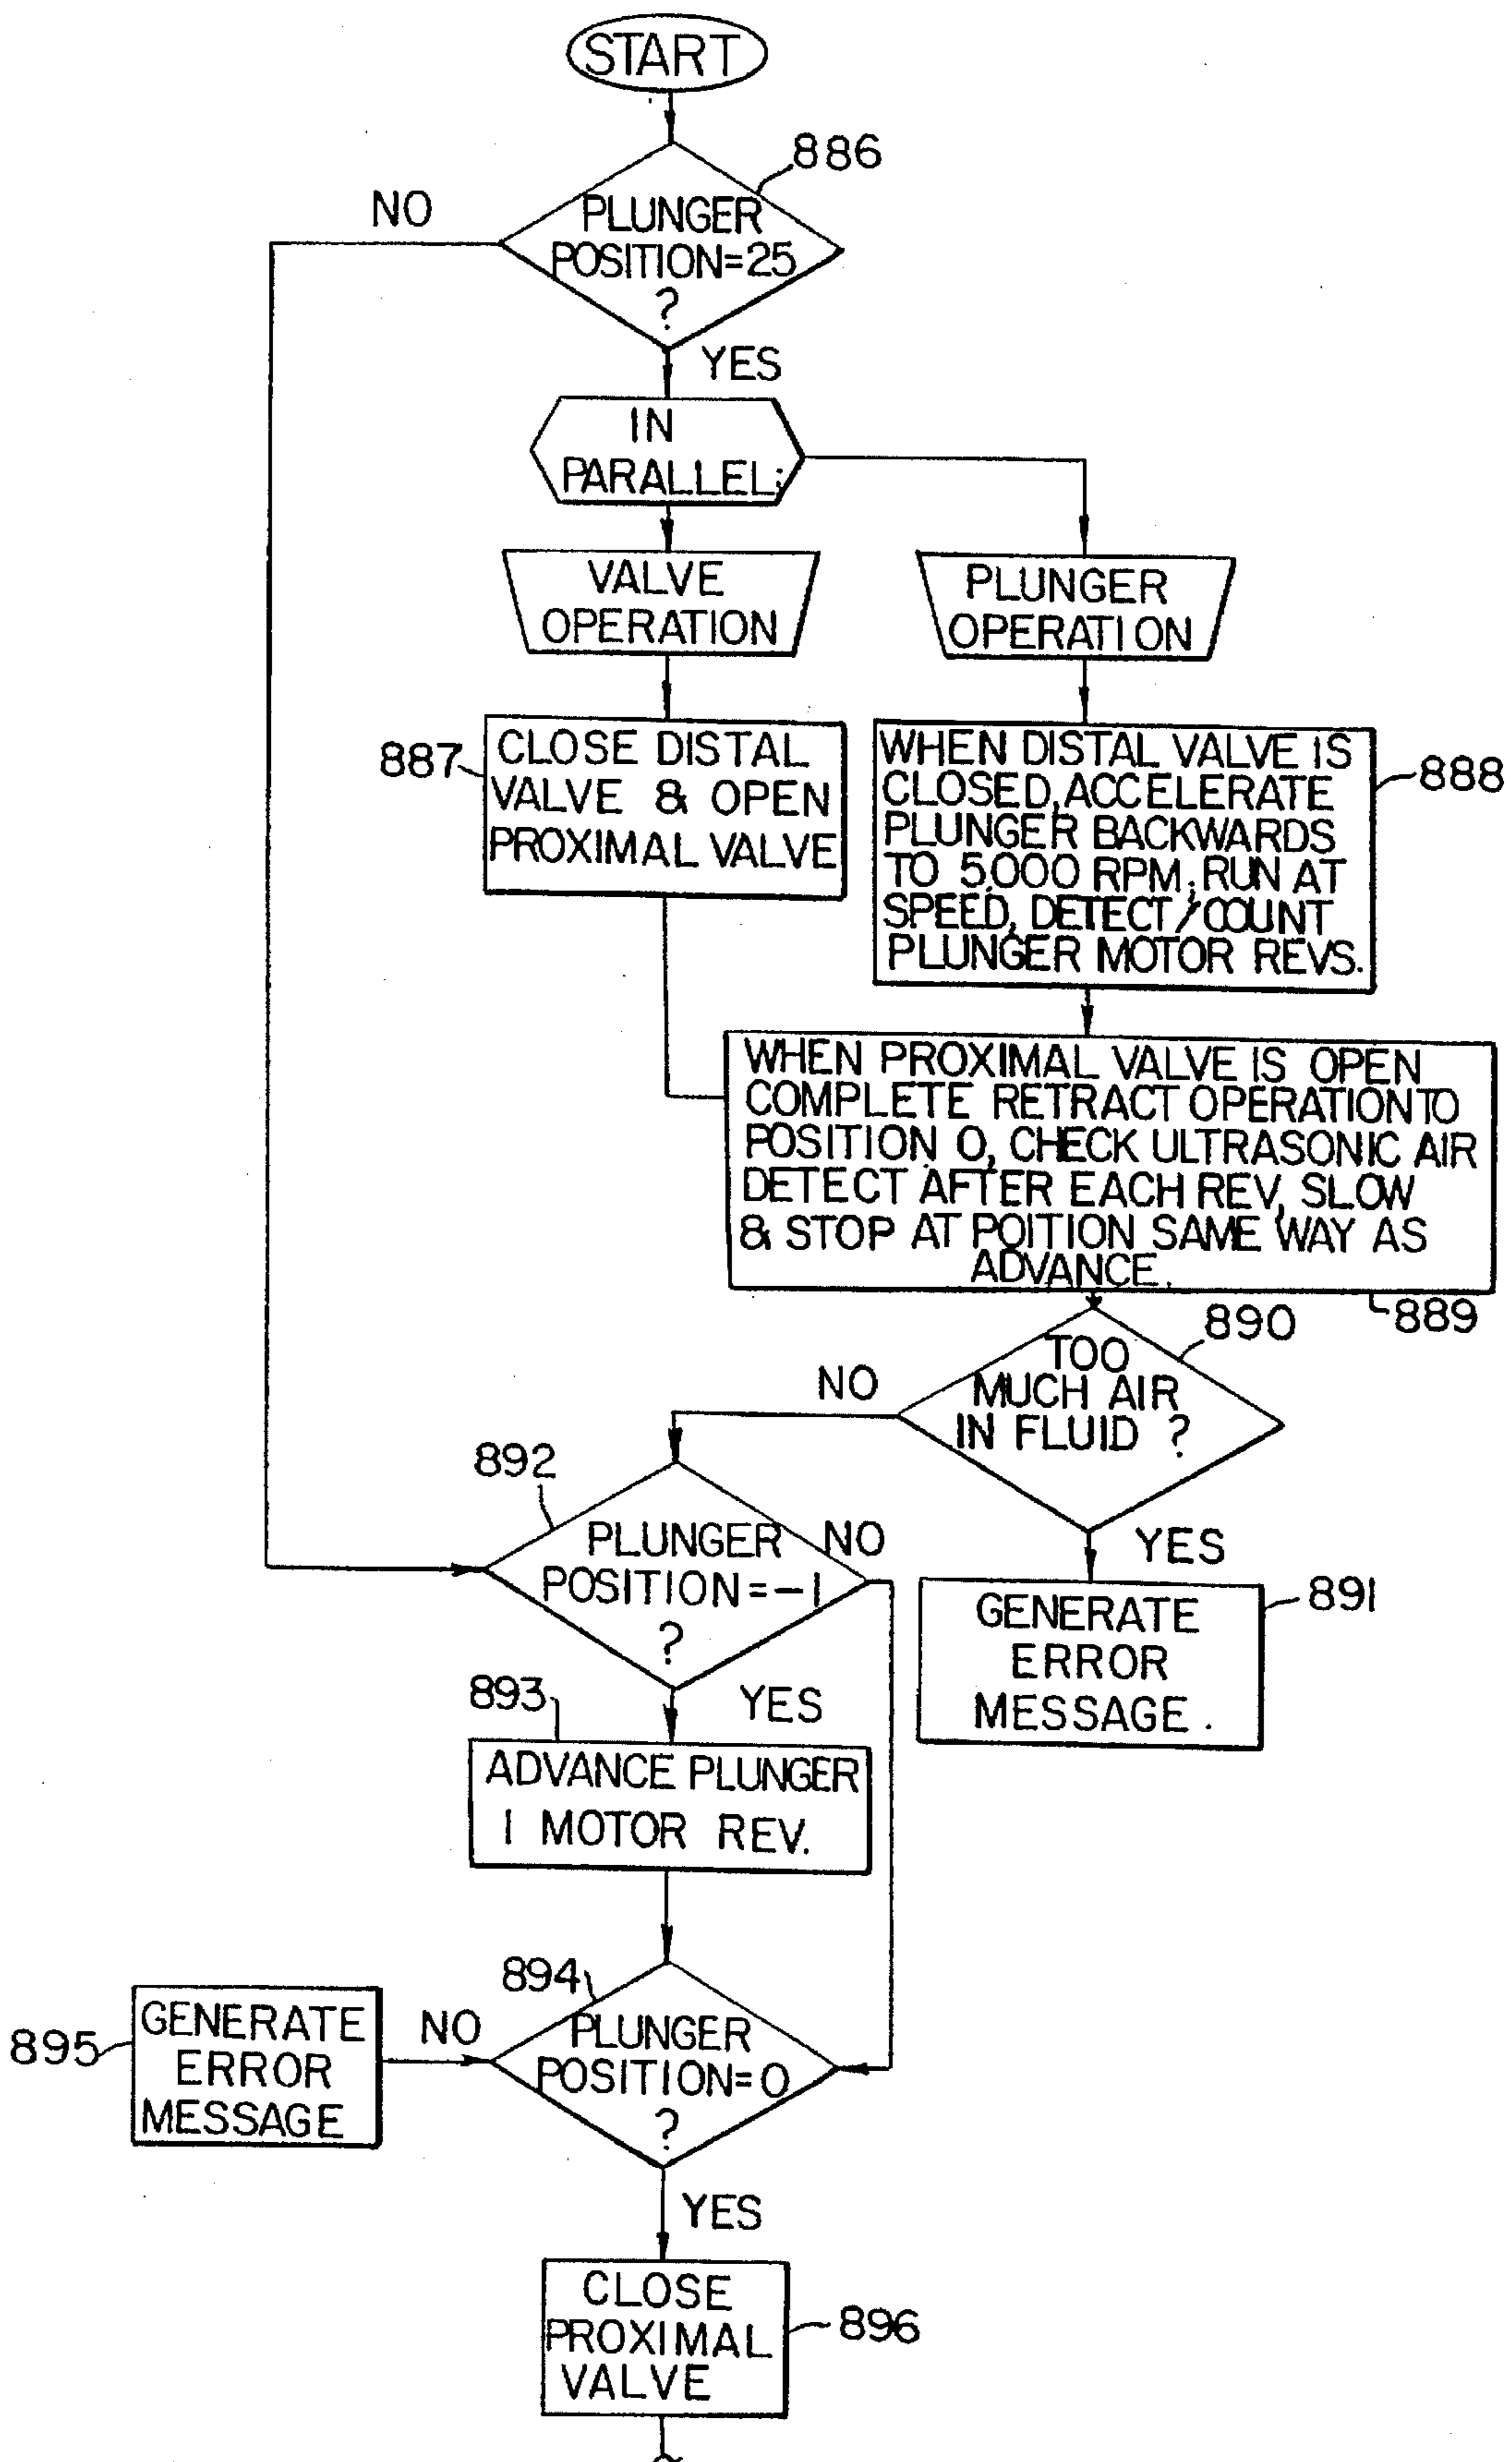 START
886
NO
PLUNGER
POSITION=25
?
YES
IN
PARALLEL;
VALVE
OPERATION
PLUNGER
OPERATION
887
CLOSE DISTAL
VALVE & OPEN
PROXIMAL VALVE
WHEN DISTAL VALVE IS
CLOSED, ACCELERATE
PLUNGER BACKWARDS
TO 5,000 RPM; RUN AT
SPEED, DETECT/COUNT
PLUNGER MOTOR REVS.
888
WHEN PROXIMAL VALVE IS OPEN
COMPLETE RETRACT OPERATION TO
POSITION 0, CHECK ULTRASONIC AIR
DETECT AFTER EACH REV, SLOW
& STOP AT POITION SAME WAY AS
ADVANCE.
889
890
TOO
MUCH AIR
IN FLUID ?
NO
YES
891
GENERATE
ERROR
MESSAGE.
892
PLUNGER
POSITION=-1
?
NO
YES
893
ADVANCE PLUNGER
1 MOTOR REV.
894
PLUNGER
POSITION=0
?
NO
895
GENERATE
ERROR
MESSAGE
YES
CLOSE
PROXIMAL
VALVE
896